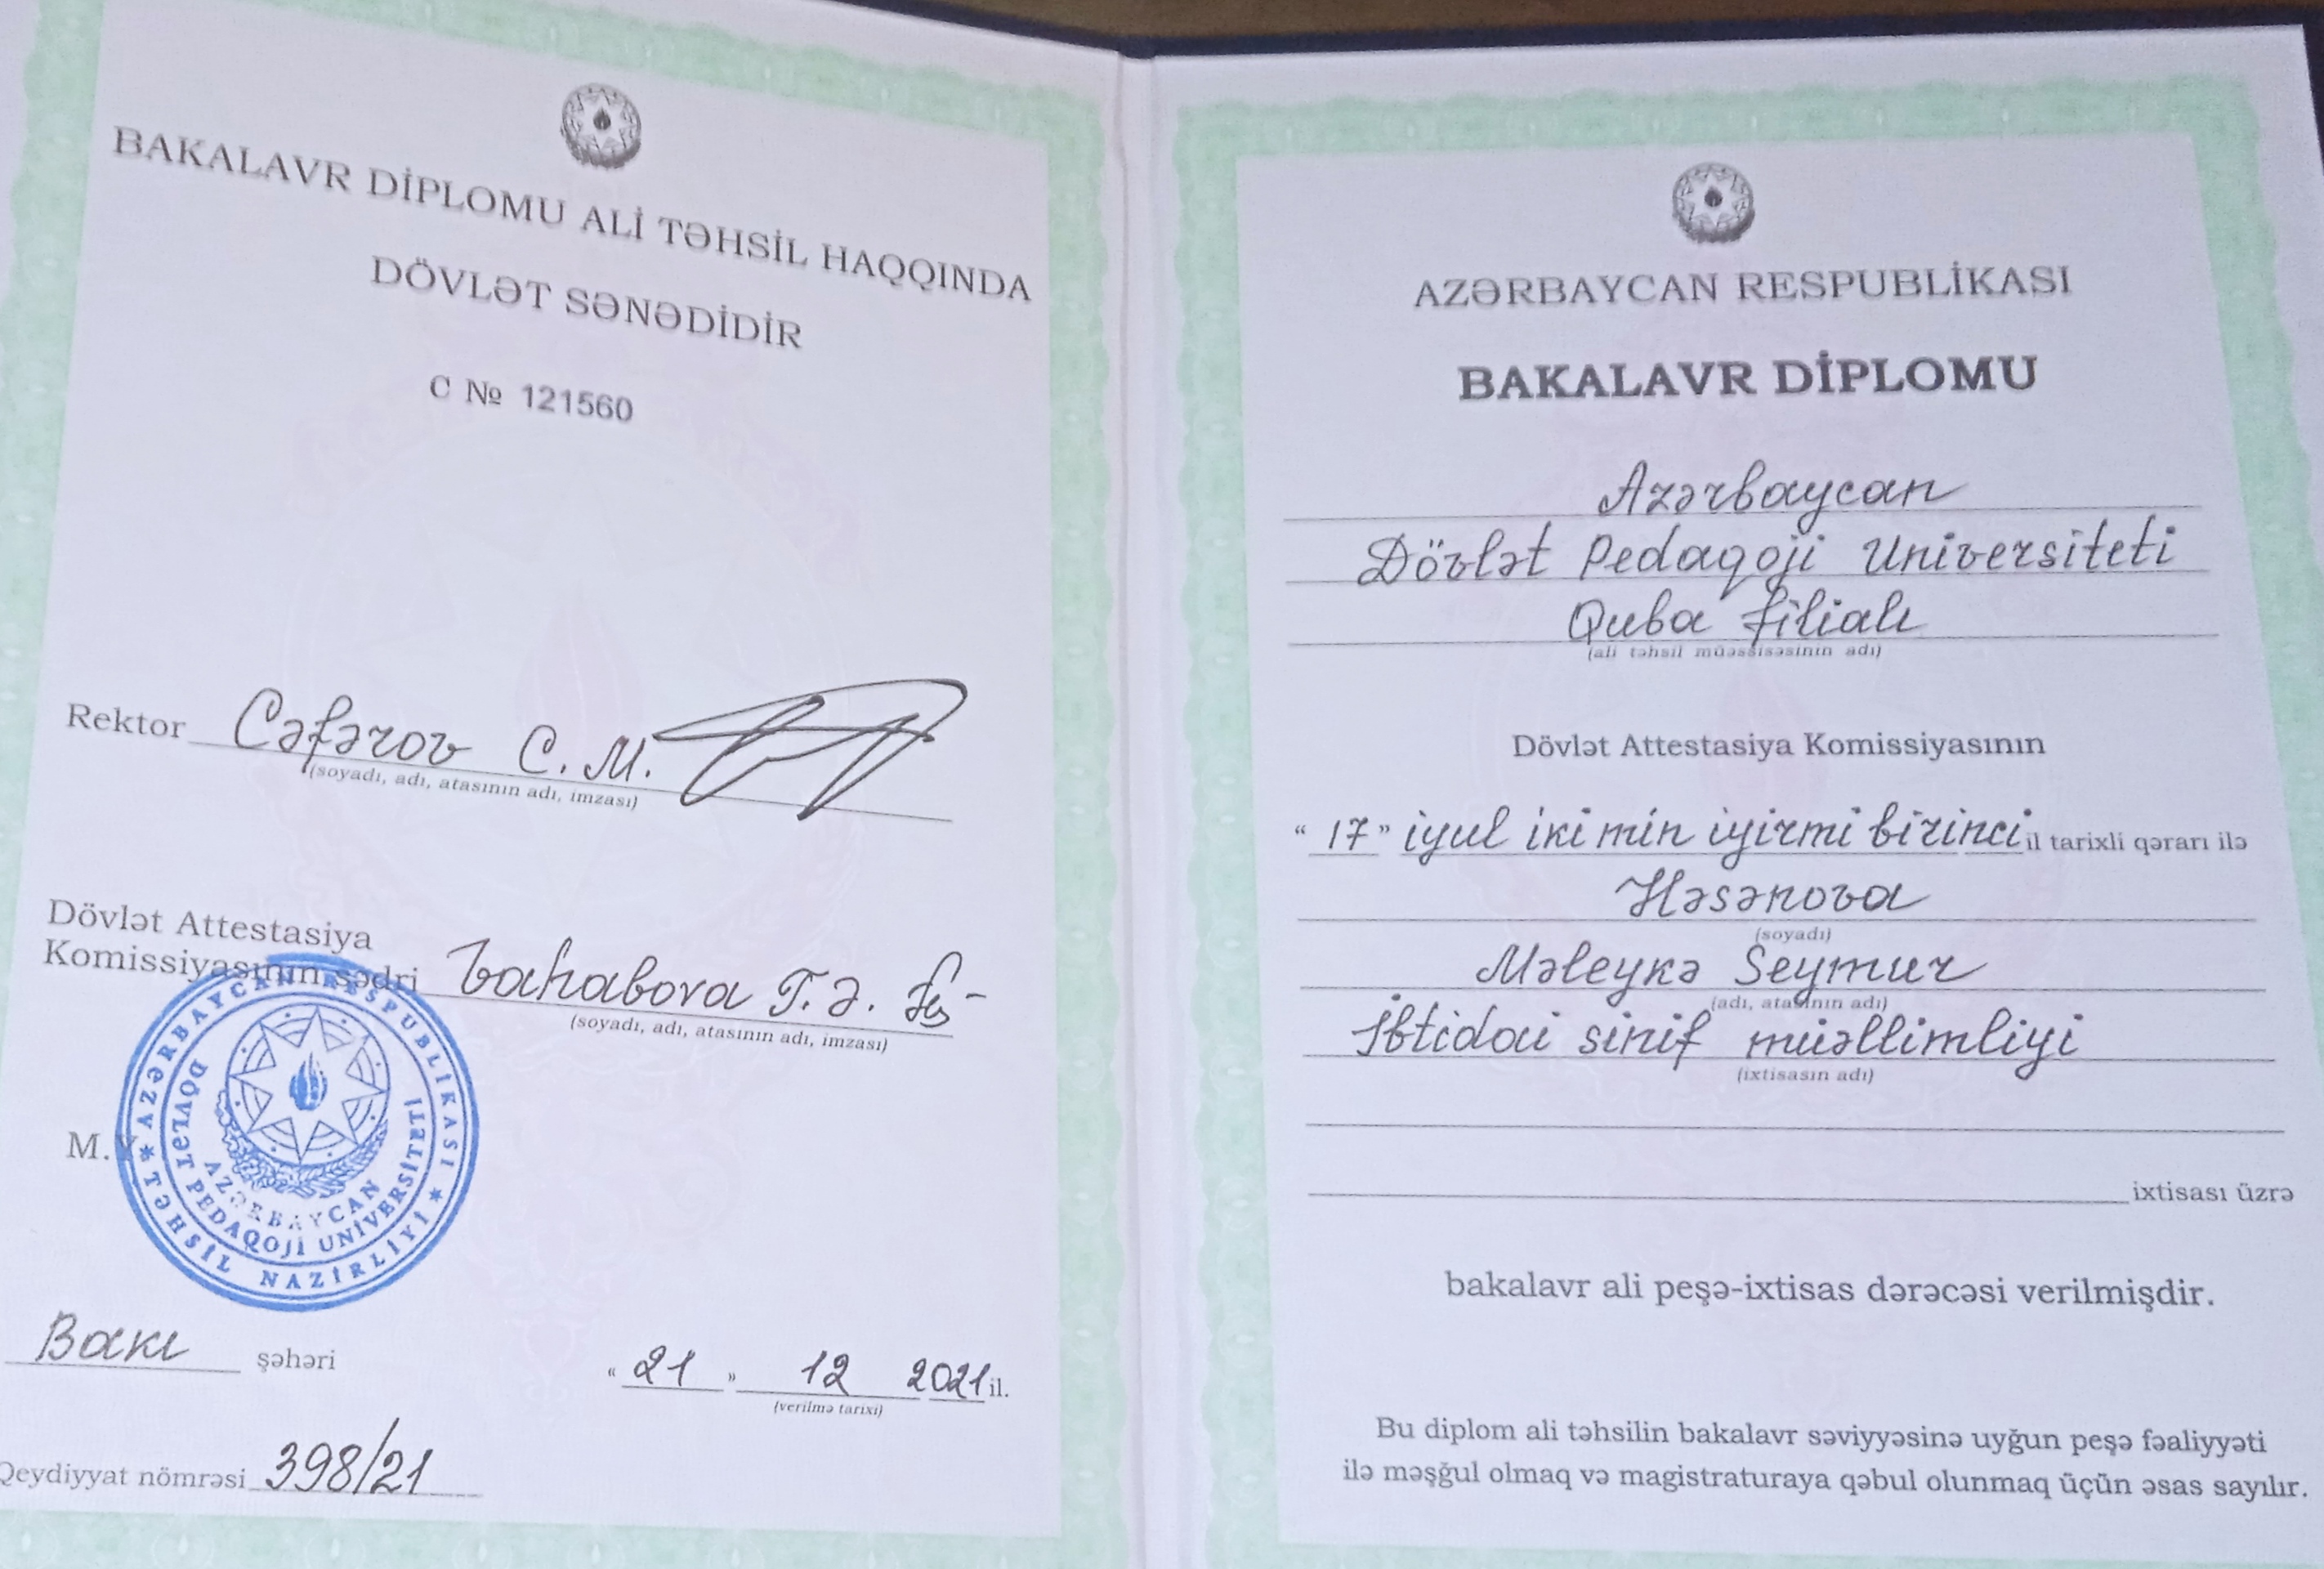 BAKALAVR DİPLOMU ALİ TƏHSİL HAQQINDA
DÖVLƏT SƏNƏDİDİR
C № 121560
Rektor Cəfərov C. M.
(soyadı, adı, atasının adı, imzası)
Dövlət Attestasiya
Komissiyasının sədri Vahabova T. Ə.
(soyadı, adı, atasının adı, imzası)
M.Y
AZƏRBAYCAN RESPUBLİKASI
TƏHSİL NAZİRLİYİ
AZƏRBAYCAN
DÖVLƏT PEDAQOJİ UNİVERSİTETİ
Bakı şəhəri
« 21 » 12 2021 il.
(verilmə tarixi)
Qeydiyyat nömrəsi 398/21
AZƏRBAYCAN RESPUBLİKASI
BAKALAVR DİPLOMU
Azərbaycan
Dövlət Pedaqoji Universiteti
Quba filialı
(ali təhsil müəssisəsinin adı)
Dövlət Attestasiya Komissiyasının
“ 17 ” iyul iki min iyirmi birinci il tarixli qərarı ilə
Həsənova
(soyadı)
Məleykə Seymur
(adı, atasının adı)
İbtidai sinif müəllimliyi
(ixtisasın adı)
ixtisası üzrə
bakalavr ali peşə-ixtisas dərəcəsi verilmişdir.
Bu diplom ali təhsilin bakalavr səviyyəsinə uyğun peşə fəaliyyəti
ilə məşğul olmaq və magistraturaya qəbul olunmaq üçün əsas sayılır.